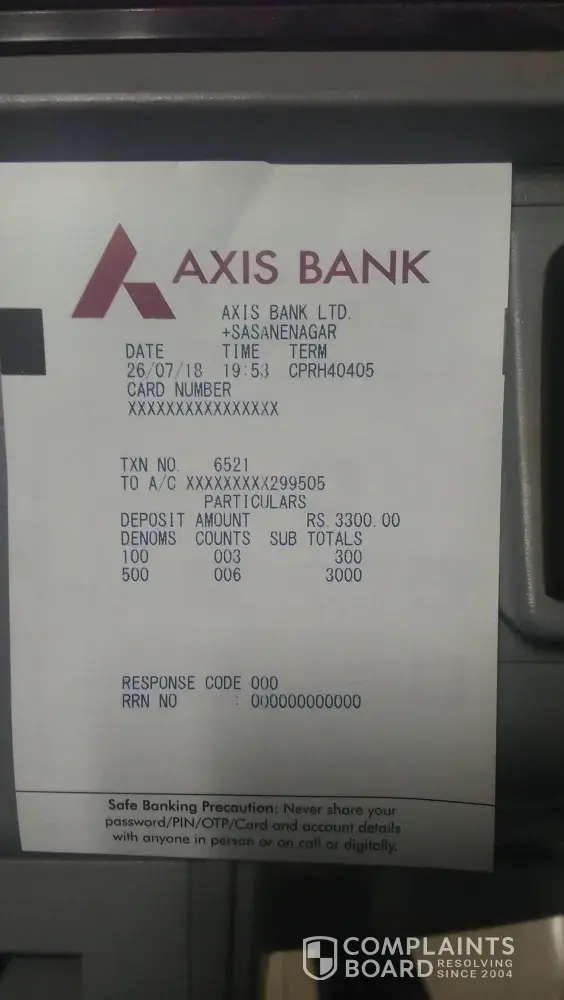 AXIS BANK
AXIS BANK LTD.
+SASANENAGAR
DATE TIME TERM
26/07/18 19:53 CPRH40405
CARD NUMBER
XXXXXXXXXXXXXXXX
TXN NO. 6521
TO A/C XXXXXXXXX299505
PARTICULARS
DEPOSIT AMOUNT RS.3300.00
DENOMS COUNTS SUB TOTALS
100 003 300
500 006 3000
RESPONSE CODE 000
RRN NO : 000000000000
Safe Banking Precaution: Never share your
password/PIN/OTP/Card and account details
with anyone in person or on call or digitally.
COMPLAINTS
BOARD RESOLVING
SINCE 2004